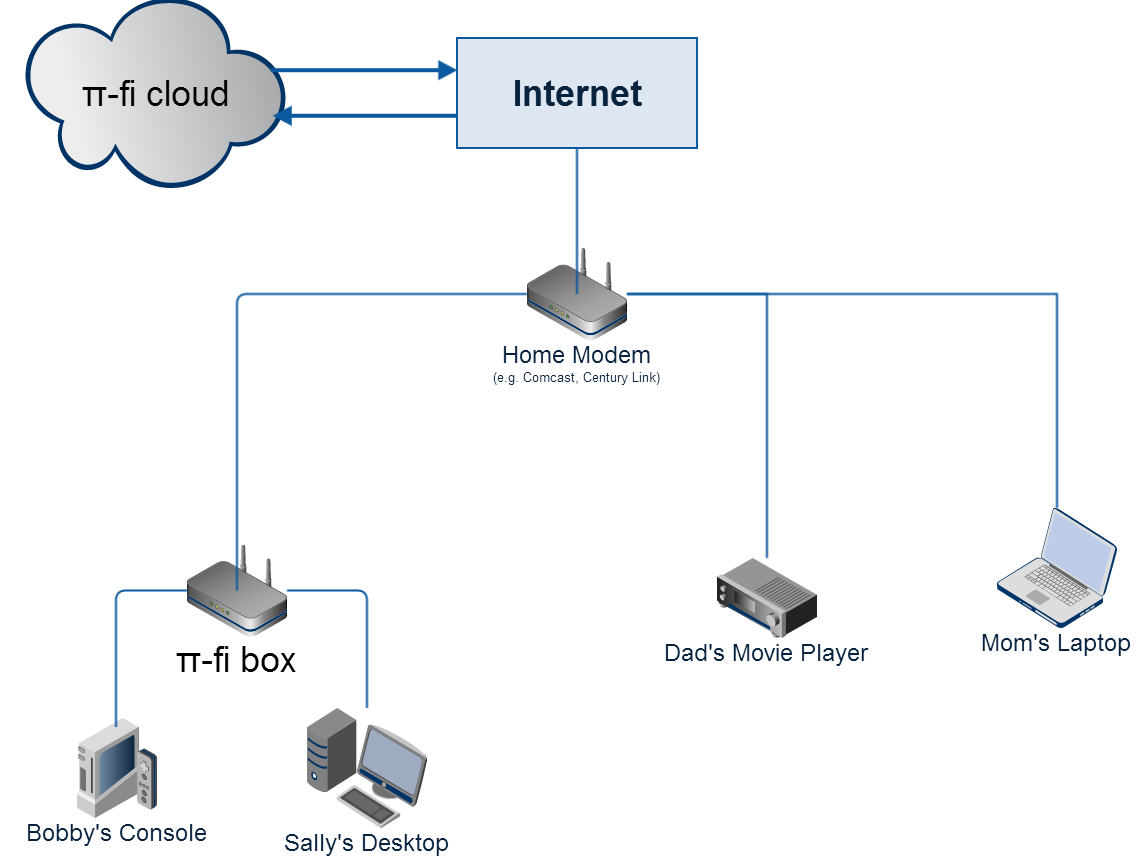 π-fi cloud
Internet
Home Modem
(e.g. Comcast, Century Link)
π-fi box
Dad's Movie Player
Mom's Laptop
Bobby's Console
Sally's Desktop